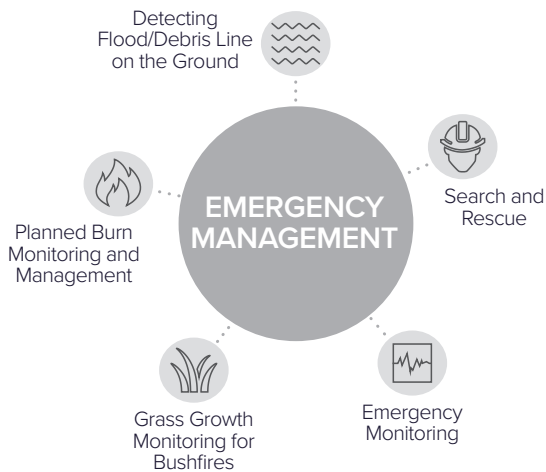 Detecting
Flood/Debris Line
on the Ground
EMERGENCY
MANAGEMENT
Search and
Rescue
Planned Burn
Monitoring and
Management
Emergency
Monitoring
Grass Growth
Monitoring for
Bushfires